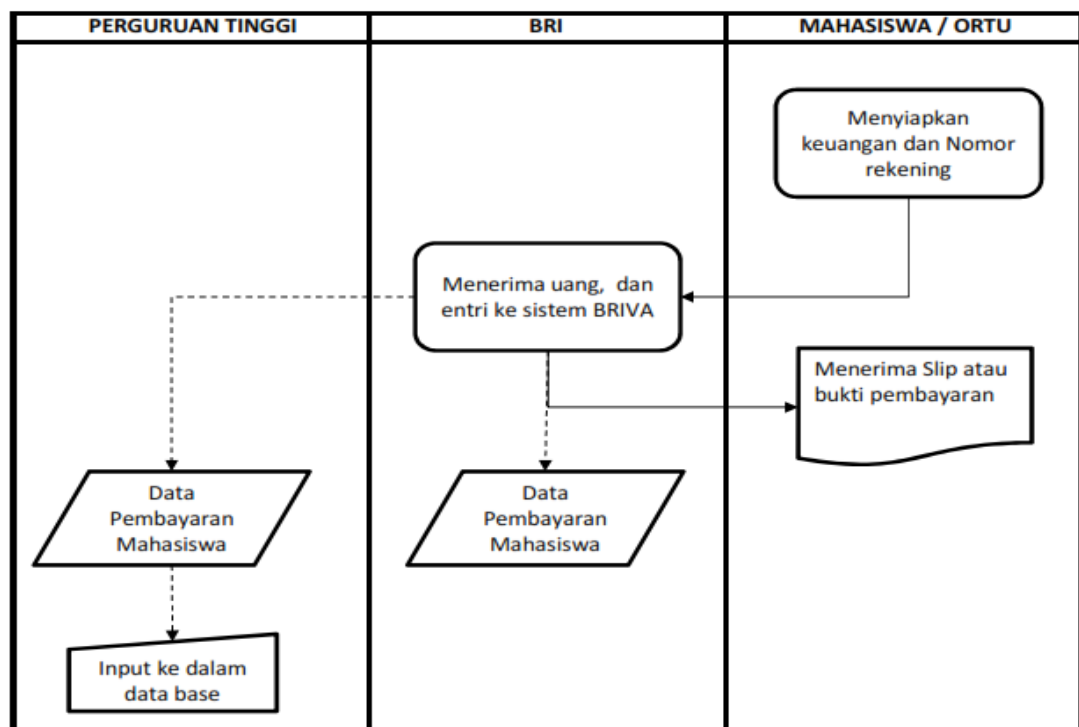 PERGURUAN TINGGI
BRI
MAHASISWA / ORTU
Menyiapkan
keuangan dan Nomor
rekening
Menerima uang, dan
entri ke sistem BRIVA
Menerima Slip atau
bukti pembayaran
Data
Pembayaran
Mahasiswa
Data
Pembayaran
Mahasiswa
Input ke dalam
data base